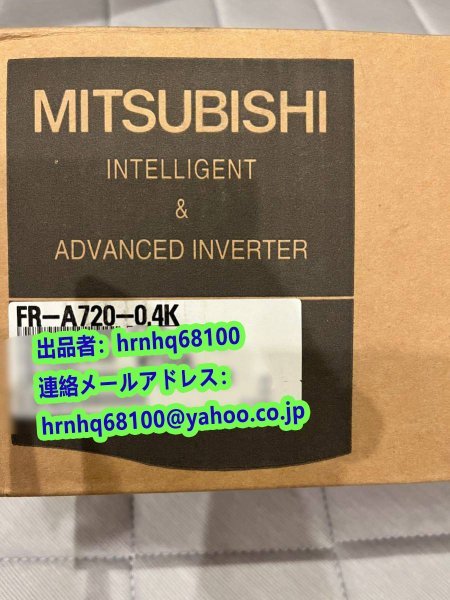 MITSUBISHI
INTELLIGENT
&
ADVANCED INVERTER
FR-A720-0.4K
出品者：hrnhq68100
連絡メールアドレス：
hrnhq68100@yahoo.co.jp